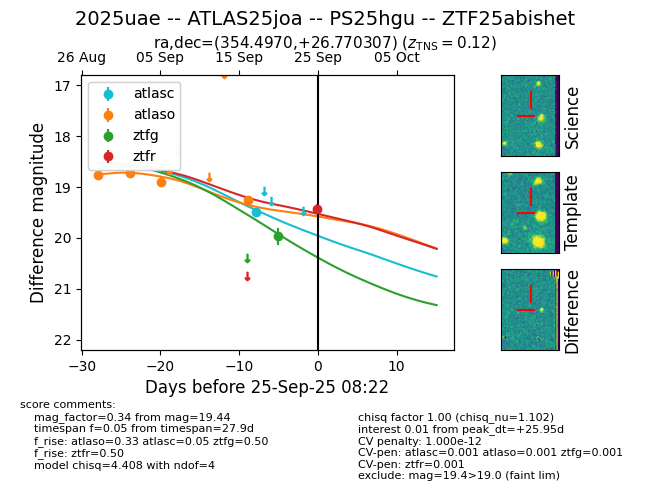 2025uae -- ATLAS25joa -- PS25hgu -- ZTF25abishet
ra,dec=(354.4970,+26.770307) (z_TNS = 0.12)
26 Aug 05 Sep 15 Sep 25 Sep 05 Oct
17
18
19
20
21
22
Difference magnitude
atlasc
atlaso
ztfg
ztfr
−30 −20 −10 0 10
Days before 25-Sep-25 08:22
Science
Template
Difference
score comments:
mag_factor=0.34 from mag=19.44
timespan f=0.05 from timespan=27.9d
f_rise: atlaso=0.33 atlasc=0.05 ztfg=0.50
f_rise: ztfr=0.50
model chisq=4.408 with ndof=4
chisq factor 1.00 (chisq_nu=1.102)
interest 0.01 from peak_dt=+25.95d
CV penalty: 1.000e-12
CV-pen: atlasc=0.001 atlaso=0.001 ztfg=0.001
CV-pen: ztfr=0.001
exclude: mag=19.4>19.0 (faint lim)